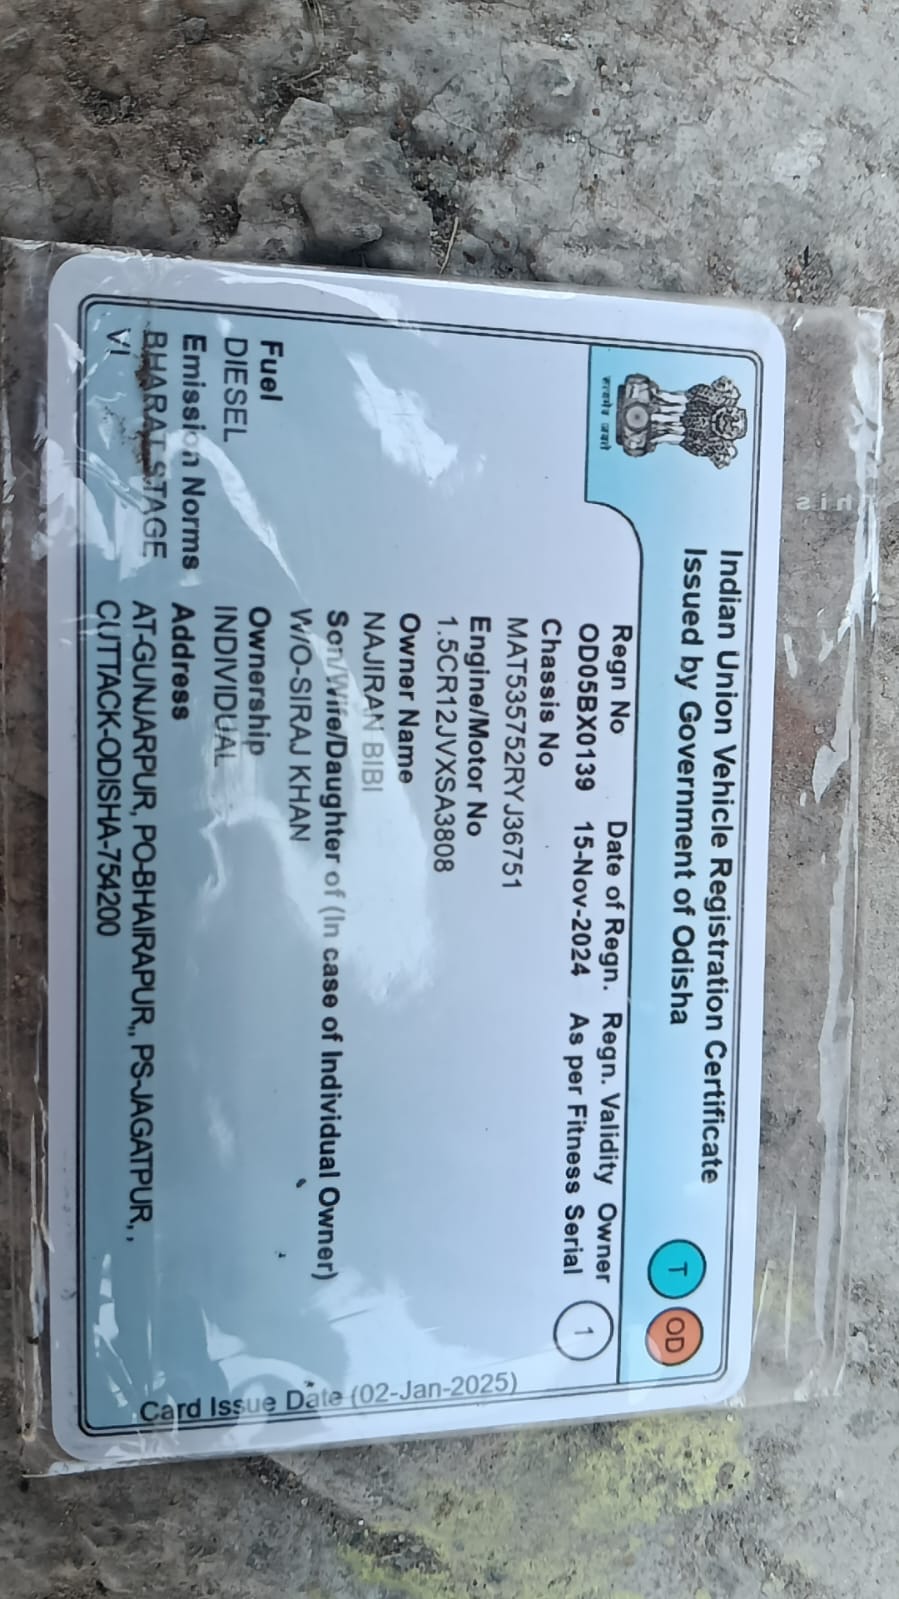 Indian Union Vehicle Registration Certificate
Issued by Government of Odisha
T OD
सत्यमेव जयते
Regn No Date of Regn. Regn. Validity Owner
OD05BX0139 15-Nov-2024 As per Fitness Serial
1
Chassis No
MAT535752RYJ36751
Engine/Motor No
1.5CR12JVXSA3808
Owner Name
NAJIRAN BIBI
Son/Wife/Daughter of (In case of Individual Owner)
W/O-SIRAJ KHAN
Fuel
DIESEL
Ownership
INDIVIDUAL
Emission Norms
BHARAT STAGE
VI
Address
AT-GUNJARPUR, PO-BHAIRAPUR,, PS-JAGATPUR, ,
CUTTACK-ODISHA-754200
Card Issue Date (02-Jan-2025)